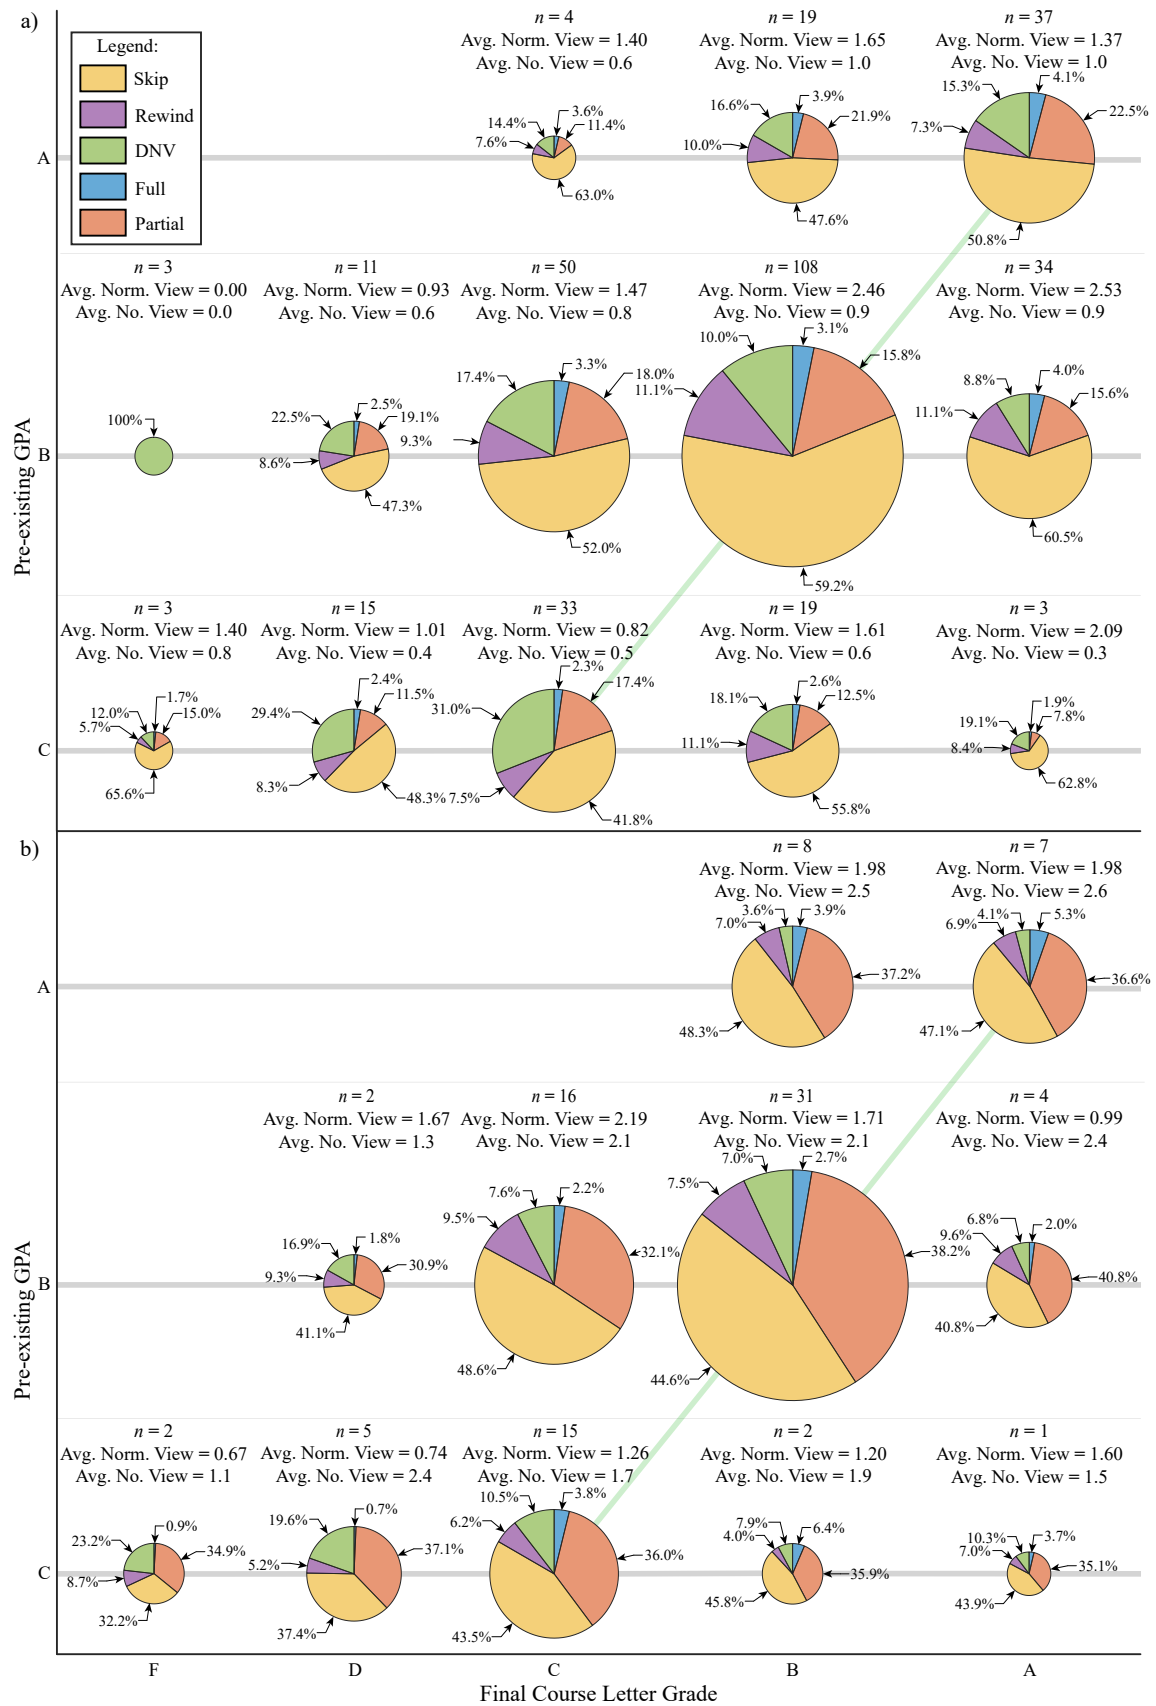 a)
Legend:
Skip
Rewind
DNV
Full
Partial
n = 4
Avg. Norm. View = 1.40
Avg. No. View = 0.6
14.4%
3.6%
11.4%
7.6%
63.0%
n = 19
Avg. Norm. View = 1.65
Avg. No. View = 1.0
16.6%
3.9%
21.9%
10.0%
47.6%
n = 37
Avg. Norm. View = 1.37
Avg. No. View = 1.0
15.3%
4.1%
22.5%
7.3%
50.8%
A
n = 3
Avg. Norm. View = 0.00
Avg. No. View = 0.0
100%
n = 11
Avg. Norm. View = 0.93
Avg. No. View = 0.6
22.5%
2.5%
19.1%
8.6%
47.3%
n = 50
Avg. Norm. View = 1.47
Avg. No. View = 0.8
17.4%
3.3%
18.0%
9.3%
52.0%
n = 108
Avg. Norm. View = 2.46
Avg. No. View = 0.9
10.0%
3.1%
15.8%
11.1%
59.2%
n = 34
Avg. Norm. View = 2.53
Avg. No. View = 0.9
8.8%
4.0%
15.6%
11.1%
60.5%
B
Pre-existing GPA
n = 3
Avg. Norm. View = 1.40
Avg. No. View = 0.8
12.0%
1.7%
15.0%
5.7%
65.6%
n = 15
Avg. Norm. View = 1.01
Avg. No. View = 0.4
29.4%
2.4%
11.5%
8.3%
48.3%
n = 33
Avg. Norm. View = 0.82
Avg. No. View = 0.5
31.0%
2.3%
17.4%
7.5%
41.8%
n = 19
Avg. Norm. View = 1.61
Avg. No. View = 0.6
18.1%
2.6%
12.5%
11.1%
55.8%
n = 3
Avg. Norm. View = 2.09
Avg. No. View = 0.3
19.1%
1.9%
7.8%
8.4%
62.8%
C
b)
n = 8
Avg. Norm. View = 1.98
Avg. No. View = 2.5
3.6%
3.9%
7.0%
37.2%
48.3%
n = 7
Avg. Norm. View = 1.98
Avg. No. View = 2.6
4.1%
5.3%
6.9%
36.6%
47.1%
A
n = 2
Avg. Norm. View = 1.67
Avg. No. View = 1.3
16.9%
1.8%
30.9%
9.3%
41.1%
n = 16
Avg. Norm. View = 2.19
Avg. No. View = 2.1
7.6%
2.2%
9.5%
32.1%
48.6%
n = 31
Avg. Norm. View = 1.71
Avg. No. View = 2.1
7.0%
2.7%
7.5%
38.2%
44.6%
n = 4
Avg. Norm. View = 0.99
Avg. No. View = 2.4
6.8%
2.0%
9.6%
40.8%
40.8%
B
Pre-existing GPA
n = 2
Avg. Norm. View = 0.67
Avg. No. View = 1.1
0.9%
23.2%
34.9%
8.7%
32.2%
n = 5
Avg. Norm. View = 0.74
Avg. No. View = 2.4
19.6%
0.7%
37.1%
5.2%
37.4%
n = 15
Avg. Norm. View = 1.26
Avg. No. View = 1.7
10.5%
3.8%
6.2%
36.0%
43.5%
n = 2
Avg. Norm. View = 1.20
Avg. No. View = 1.9
7.9%
6.4%
4.0%
35.9%
45.8%
n = 1
Avg. Norm. View = 1.60
Avg. No. View = 1.5
10.3%
3.7%
7.0%
35.1%
43.9%
C
F
D
C
B
A
Final Course Letter Grade